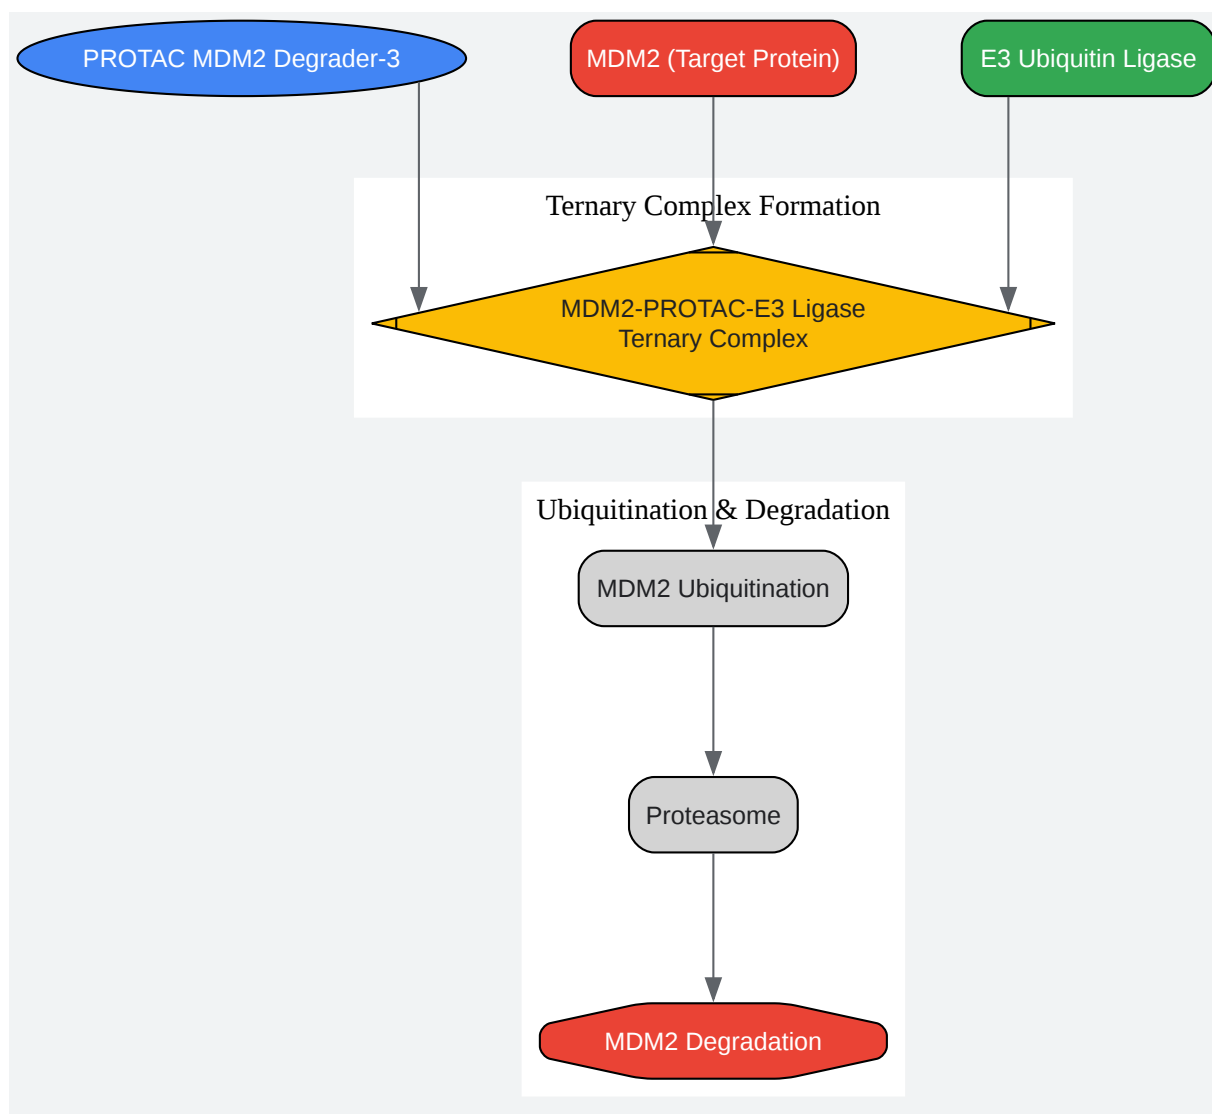 PROTAC MDM2 Degrader-3
MDM2 (Target Protein)
E3 Ubiquitin Ligase
Ternary Complex Formation
MDM2-PROTAC-E3 Ligase
Ternary Complex
Ubiquitination & Degradation
MDM2 Ubiquitination
Proteasome
MDM2 Degradation